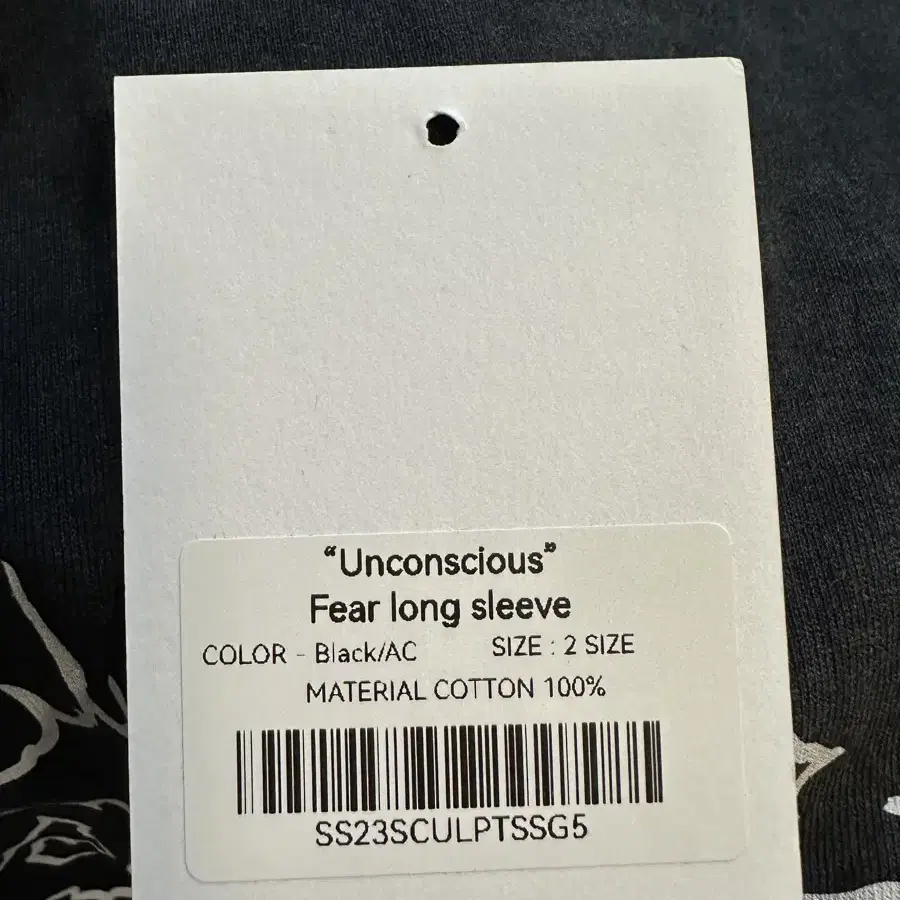 “Unconscious”
Fear long sleeve
COLOR - Black/AC SIZE : 2 SIZE
MATERIAL COTTON 100%
SS23SCULPTSSG5